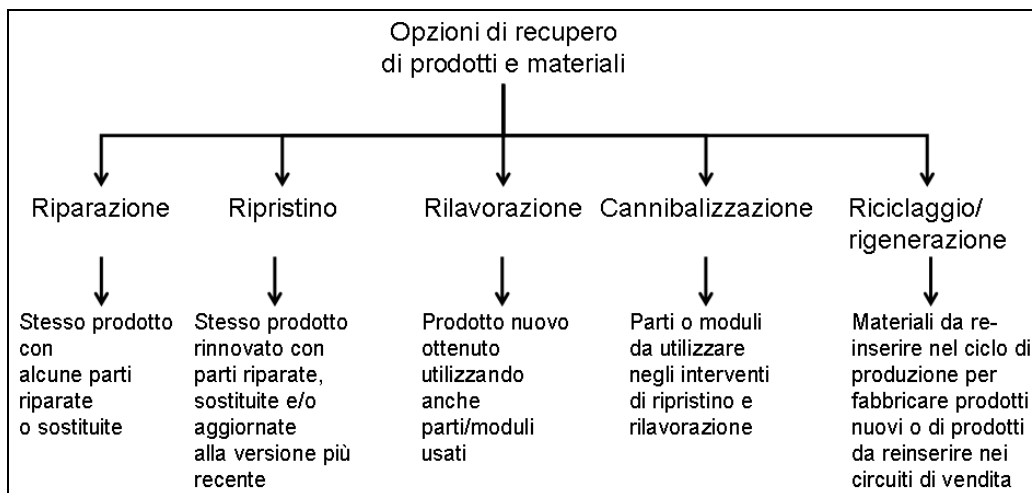 Opzioni di recupero
di prodotti e materiali
Riparazione
Ripristino
Rilavorazione
Cannibalizzazione
Riciclaggio/
rigenerazione
Stesso prodotto
con
alcune parti
riparate
o sostituite
Stesso prodotto
rinnovato con
parti riparate,
sostituite e/o
aggiornate
alla versione più
recente
Prodotto nuovo
ottenuto
utilizzando
anche
parti/moduli
usati
Parti o moduli
da utilizzare
negli interventi
di ripristino e
rilavorazione
Materiali da re-
inserire nel ciclo di
produzione per
fabbricare prodotti
nuovi o di prodotti
da reinserire nei
circuiti di vendita